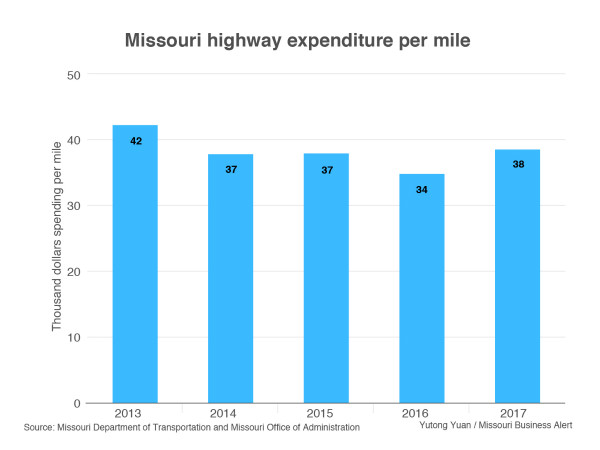 Missouri highway expenditure per mile
Thousand dollars spending per mile
50
40
30
20
10
0
42
37
37
34
38
2013 2014 2015 2016 2017
Source: Missouri Department of Transportation and Missouri Office of Administration
Yutong Yuan / Missouri Business Alert